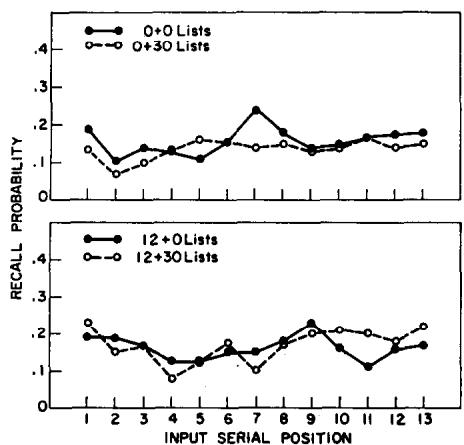 .4
.3
.2
.1
0
0+0 Lists
0+30 Lists
RECALL PROBABILITY
.4
.3
.2
.1
0
12+0 Lists
12+30 Lists
1 2 3 4 5 6 7 8 9 10 11 12 13
INPUT SERIAL POSITION